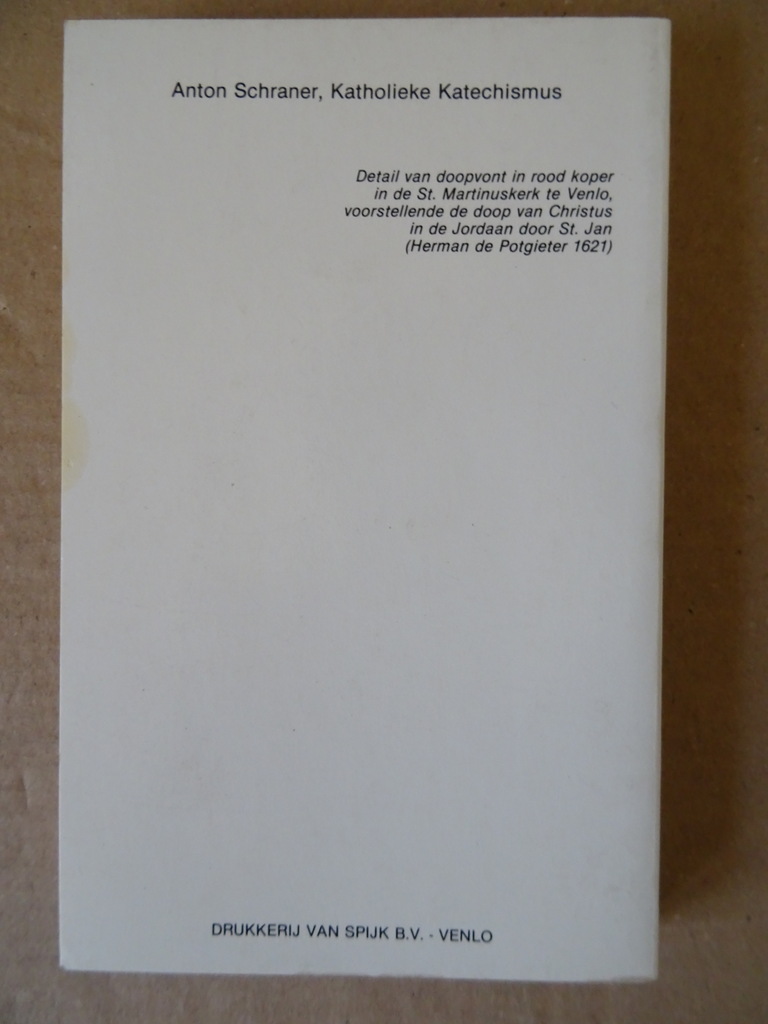 Anton Schraner, Katholieke Katechismus
Detail van doopvont in rood koper
in de St. Martinuskerk te Venlo,
voorstellende de doop van Christus
in de Jordaan door St. Jan
(Herman de Potgieter 1621)
DRUKKERIJ VAN SPIJK B.V. - VENLO